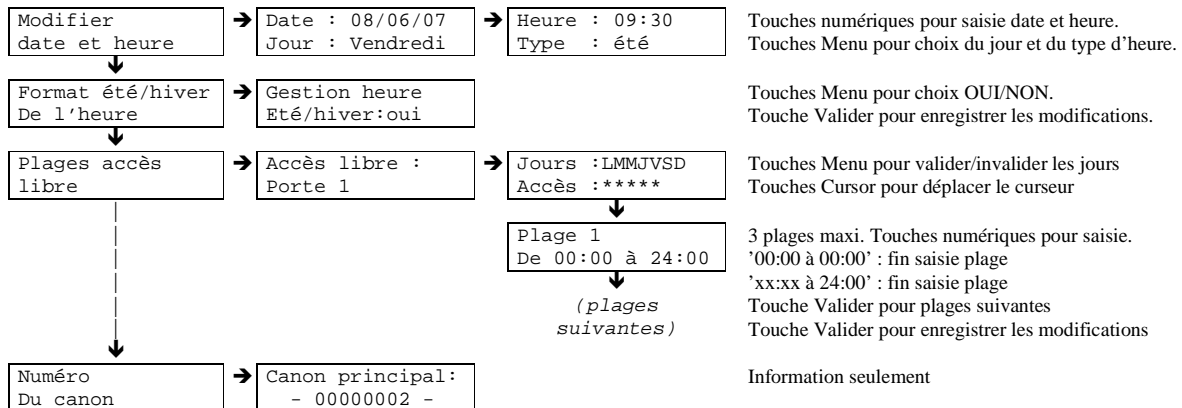 Modifier
date et heure
Date : 08/06/07
Jour : Vendredi
Heure : 09:30
Type : été
Touches numériques pour saisie date et heure.
Touches Menu pour choix du jour et du type d'heure.
Format été/hiver
De l'heure
Gestion heure
Eté/hiver:oui
Touches Menu pour choix OUI/NON.
Touche Valider pour enregistrer les modifications.
Plages accès
libre
Accès libre :
Porte 1
Jours :LMMJVSD
Accès :*****
Touches Menu pour valider/invalider les jours
Touches Cursor pour déplacer le curseur
Plage 1
De 00:00 à 24:00
3 plages maxi. Touches numériques pour saisie.
'00:00 à 00:00' : fin saisie plage
'xx:xx à 24:00' : fin saisie plage
(plages
suivantes)
Touche Valider pour plages suivantes
Touche Valider pour enregistrer les modifications
Numéro
Du canon
Canon principal:
- 00000002 -
Information seulement